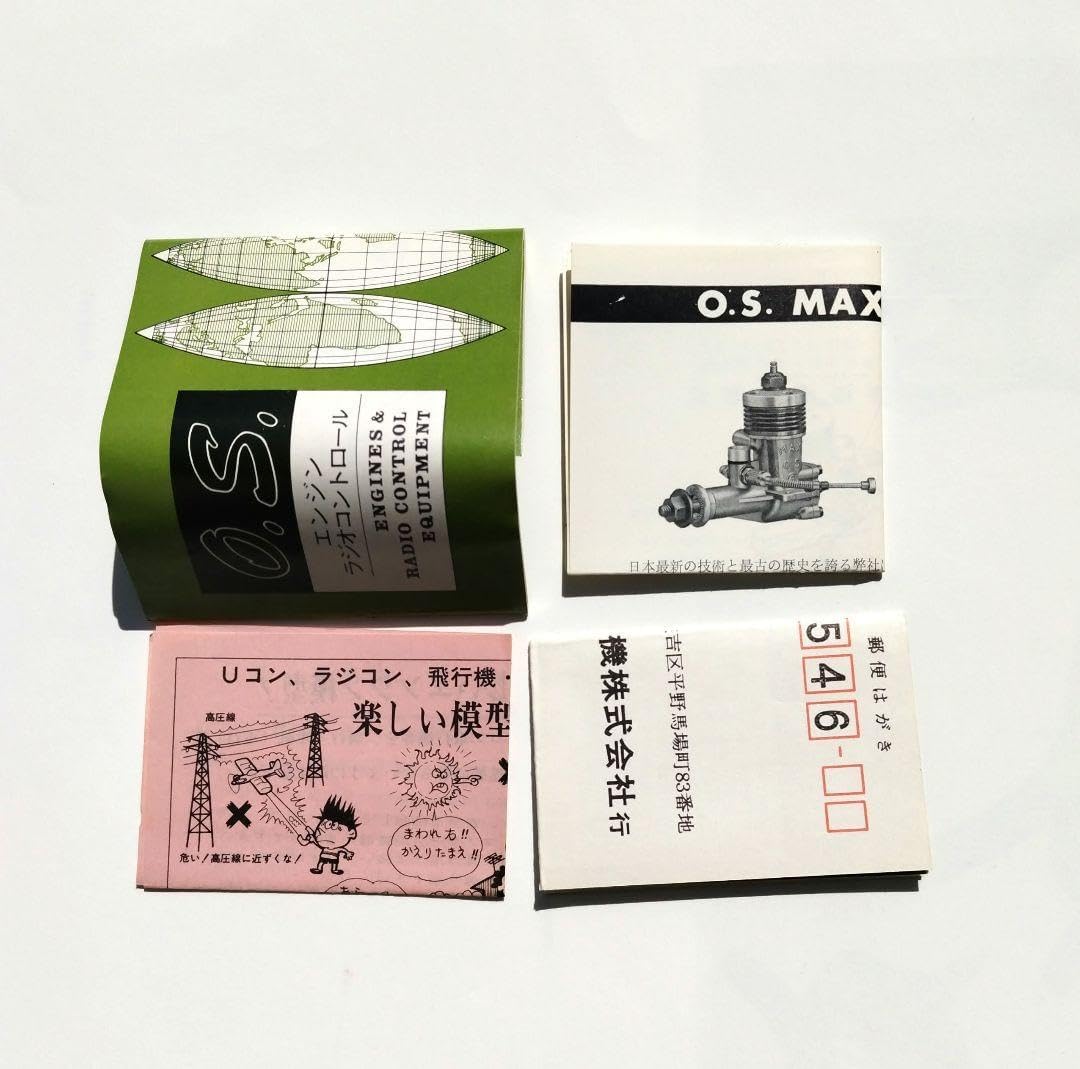 O.S.
エンジン
ラジオコントロール
ENGINES &
RADIO CONTROL
EQUIPMENT
O.S. MAX
日本最新の技術と最古の歴史を誇る弊社
Uコン、ラジコン、飛行機・
楽しい模型
高圧線
まわれ右!!
かえりたまえ!!
危い!高圧線に近ずくな!
郵便はがき
546-
吉区平野馬場町83番地
機株式会社 行